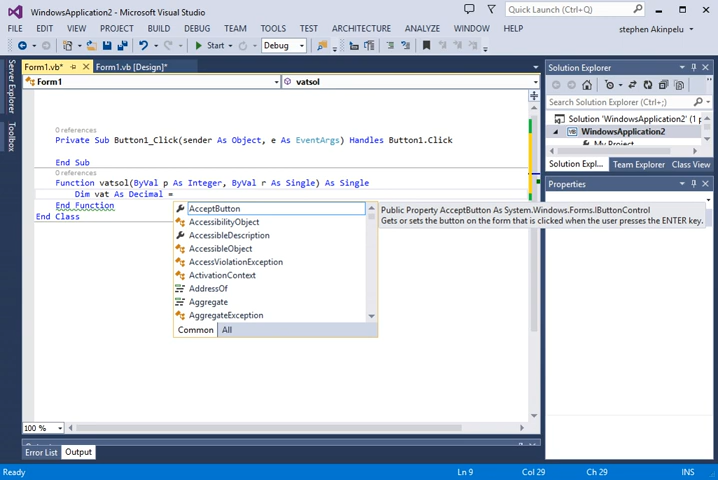 WindowsApplication2* - Microsoft Visual Studio
Quick Launch (Ctrl+Q)
FILE EDIT VIEW PROJECT BUILD DEBUG TEAM TOOLS TEST ARCHITECTURE ANALYZE WINDOW HELP stephen Akinpelu
Start Debug
Form1.vb* Form1.vb [Design]*
Form1 vatsol
Server Explorer
Toolbox
0 references
Private Sub Button1_Click(sender As Object, e As EventArgs) Handles Button1.Click
End Sub
0 references
Function vatsol(ByVal p As Integer, ByVal r As Single) As Single
Dim vat As Decimal =
End Function
End Class
AcceptButton
AccessibilityObject
AccessibleDescription
AccessibleObject
AccessViolationException
ActivationContext
AddressOf
Aggregate
AggregateException
Common All
Public Property AcceptButton As System.Windows.Forms.IButtonControl
Gets or sets the button on the form that is clicked when the user presses the ENTER key.
Solution Explorer
Search Solution Explorer (Ctrl+;)
Solution 'WindowsApplication2' (1 proj
WindowsApplication2
My Project
Solution Expl... Team Explorer Class View
Properties
100 %
Error List Output
Ready Ln 9 Col 29 Ch 29 INS